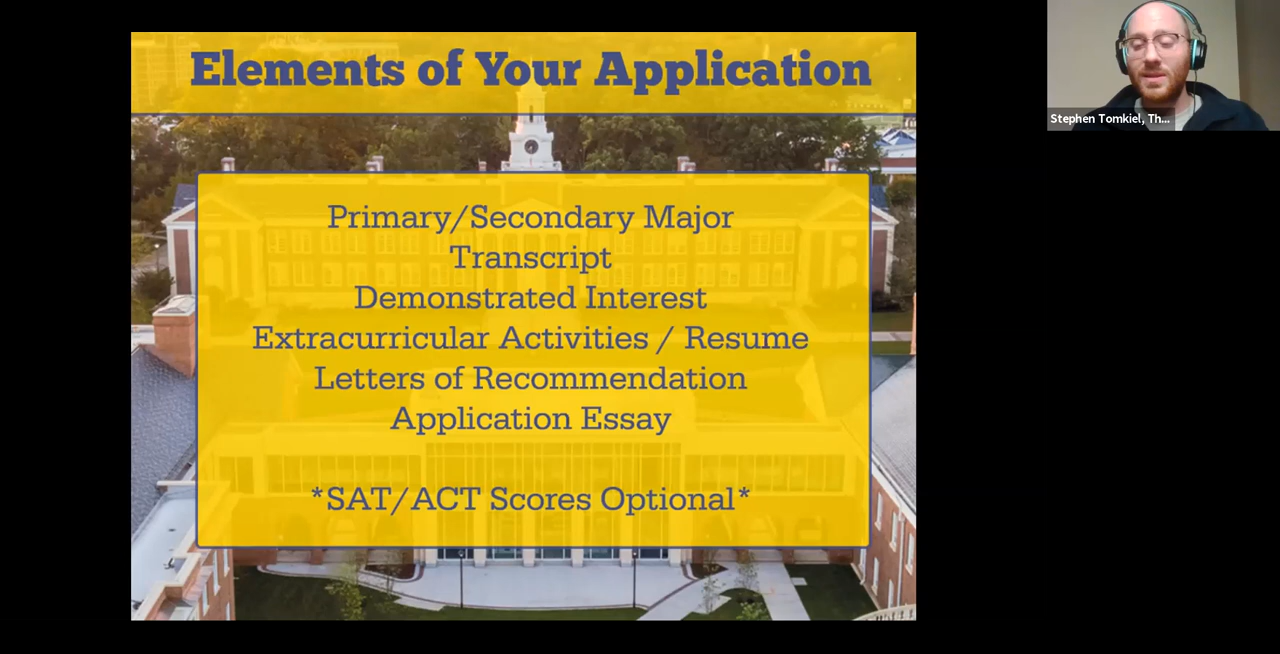 Elements of Your Application
Primary/Secondary Major
Transcript
Demonstrated Interest
Extracurricular Activities / Resume
Letters of Recommendation
Application Essay
*SAT/ACT Scores Optional*
Stephen Tomkiel, Th...